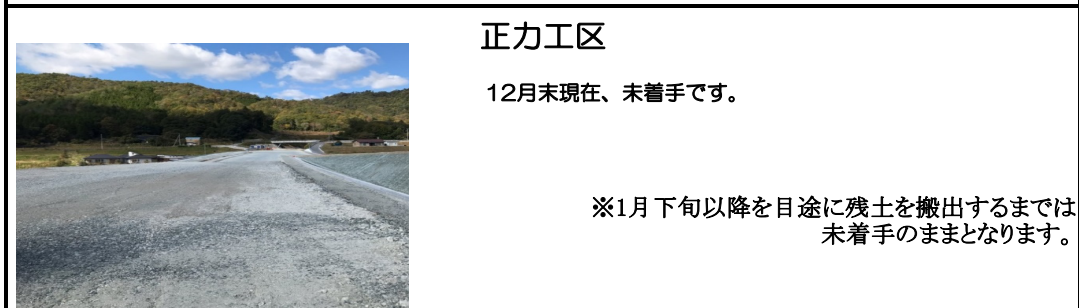 正力工区
12月末現在、未着手です。
※1月下旬以降を目途に残土を搬出するまでは
未着手のままとなります。